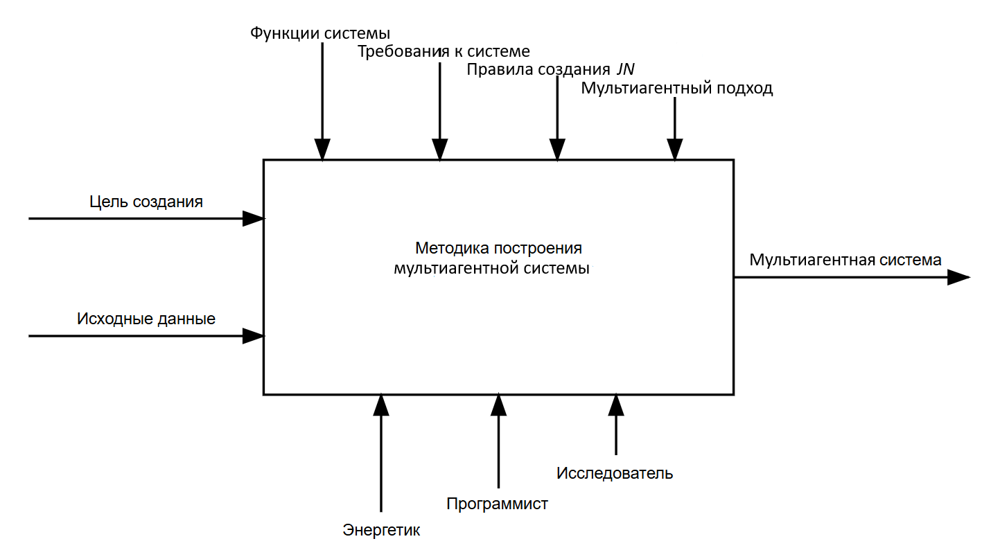 Функции системы
Требования к системе
Правила создания JN
Мультиагентный подход
Цель создания
Методика построения
мультиагентной системы
Мультиагентная система
Исходные данные
Исследователь
Программист
Энергетик